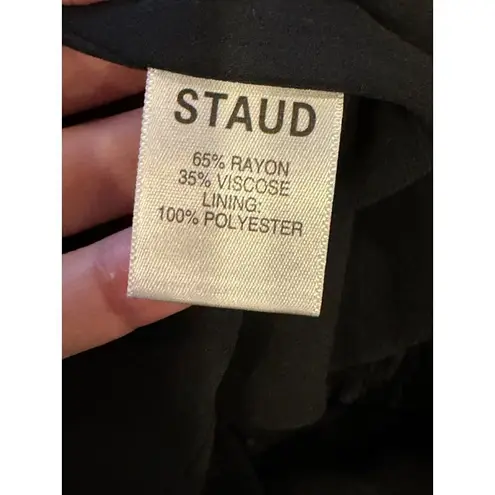 STAUD
65% RAYON
35% VISCOSE
LINING:
100% POLYESTER